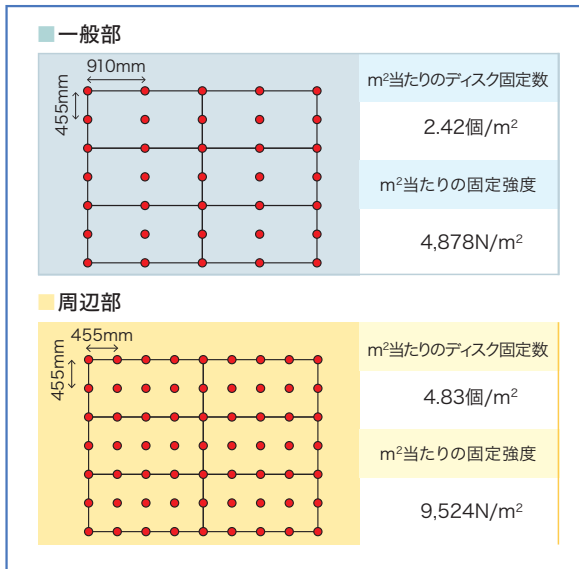 一般部
910mm
455mm
m²当たりのディスク固定数
2.42個/m²
m²当たりの固定強度
4,878N/m²
周辺部
455mm
455mm
m²当たりのディスク固定数
4.83個/m²
m²当たりの固定強度
9,524N/m²